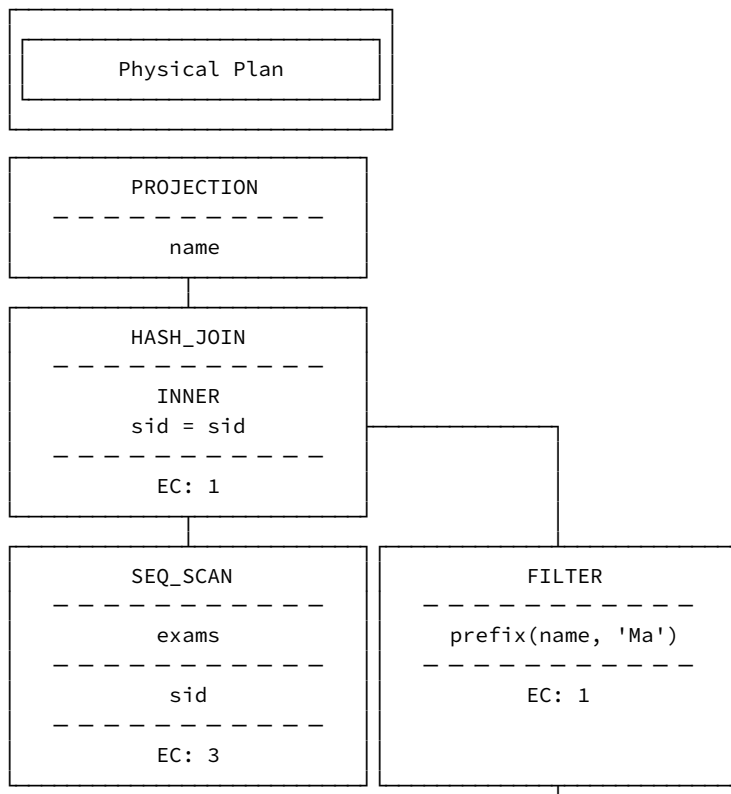 Physical Plan
PROJECTION
name
HASH_JOIN
INNER
sid = sid
EC: 1
SEQ_SCAN
exams
sid
EC: 3
FILTER
prefix(name, 'Ma')
EC: 1